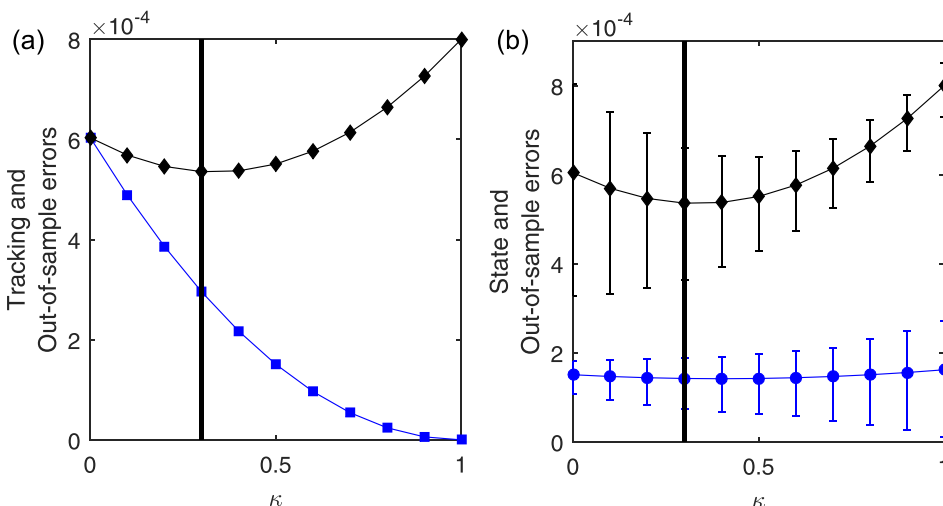 (a)
×10⁻⁴
8
6
4
2
0
0 0.5 1
κ
Tracking and
Out-of-sample errors
(b)
×10⁻⁴
8
6
4
2
0
0 0.5 1
κ
State and
Out-of-sample errors